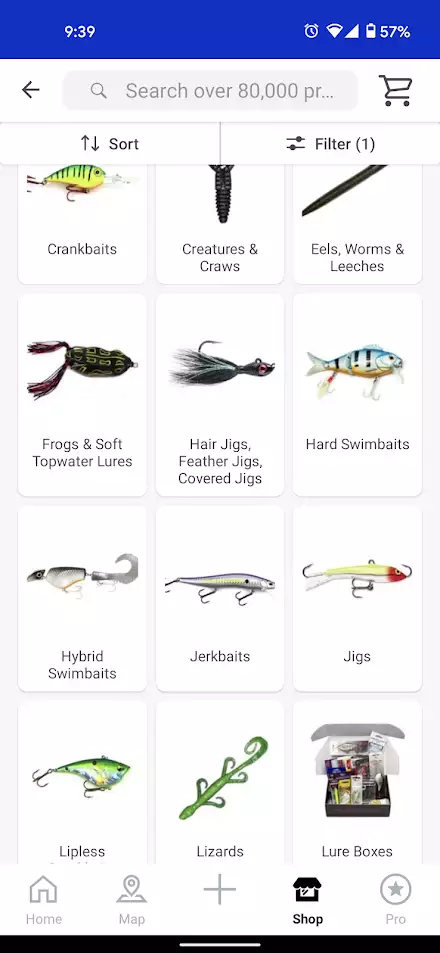 9:39
57%
Search over 80,000 pr...
Sort
Filter (1)
Crankbaits
Creatures &
Craws
Eels, Worms &
Leeches
Frogs & Soft
Topwater Lures
Hair Jigs,
Feather Jigs,
Covered Jigs
Hard Swimbaits
Hybrid
Swimbaits
Jerkbaits
Jigs
Lipless
Lizards
Lure Boxes
Home
Map
Shop
Pro